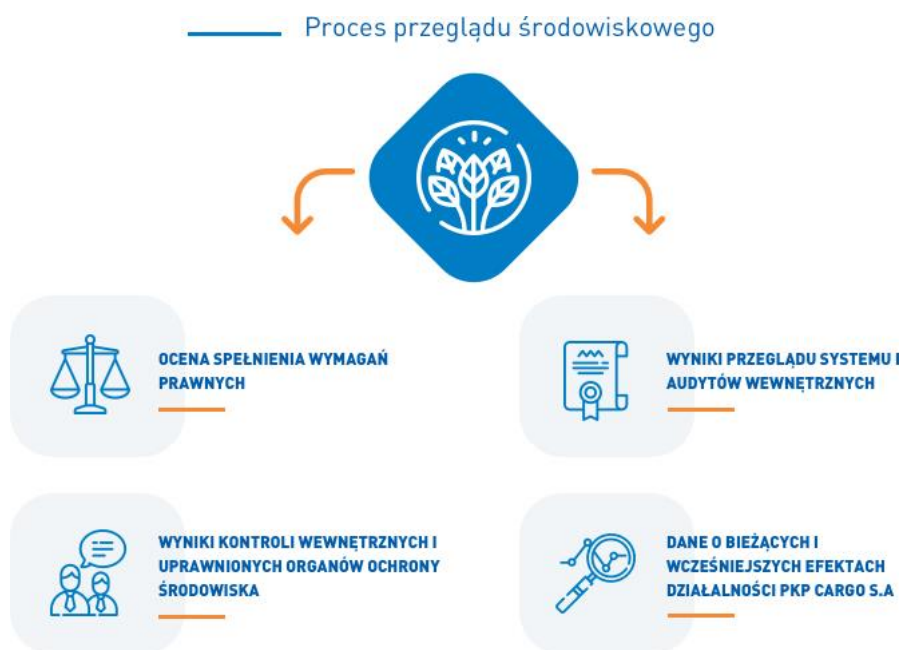 Proces przeglądu środowiskowego
OCENA SPEŁNIENIA WYMAGAŃ
PRAWNYCH
WYNIKI PRZEGLĄDU SYSTEMU I
AUDYTÓW WEWNĘTRZNYCH
WYNIKI KONTROLI WEWNĘTRZNYCH I
UPRAWNIONYCH ORGANÓW OCHRONY
ŚRODOWISKA
DANE O BIEŻĄCYCH I
WCZEŚNIEJSZYCH EFEKTACH
DZIAŁALNOŚCI PKP CARGO S.A